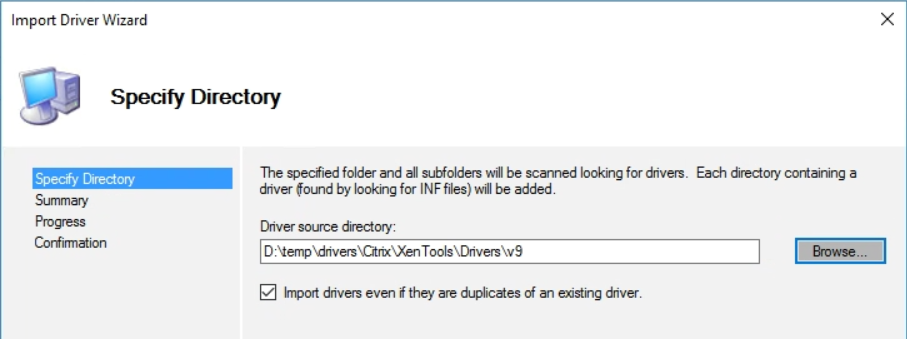 Import Driver Wizard
Specify Directory
Specify Directory
Summary
Progress
Confirmation
The specified folder and all subfolders will be scanned looking for drivers. Each directory containing a
driver (found by looking for INF files) will be added.
Driver source directory:
D:\temp\drivers\Citrix\XenTools\Drivers\v9
Browse...
Import drivers even if they are duplicates of an existing driver.